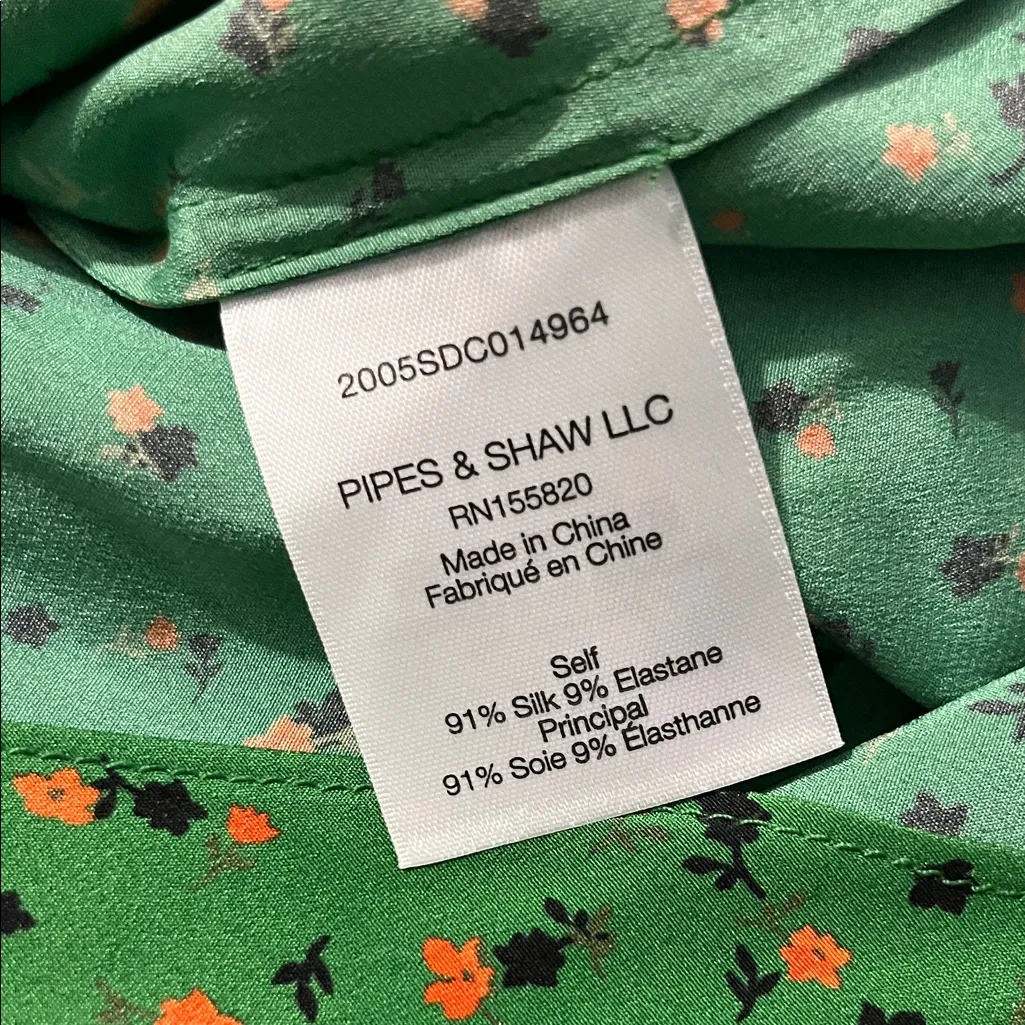 2005SDC014964
PIPES & SHAW LLC
RN155820
Made in China
Fabriqué en Chine
Self
91% Silk 9% Elastane
Principal
91% Soie 9% Élasthanne